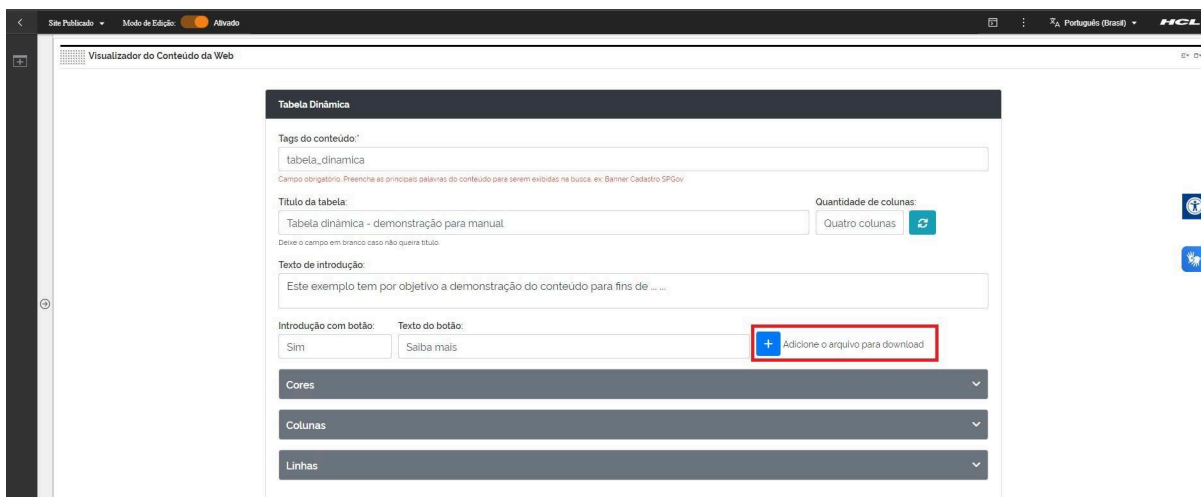 Site Publicado Modo de Edição: Ativado Português (Brasil) HCL
Visualizador do Conteúdo da Web
Tabela Dinâmica
Tags do conteúdo:*
tabela_dinamica
Campo obrigatório. Preencha as principais palavras do conteúdo para serem exibidas na busca. ex: Banner Cadastro SPGov
Título da tabela: Quantidade de colunas:
Tabela dinâmica - demonstração para manual Quatro colunas
Deixe o campo em branco caso não queira título
Texto de introdução:
Este exemplo tem por objetivo a demonstração do conteúdo para fins de ... ...
Introdução com botão: Texto do botão:
Sim Saiba mais + Adicione o arquivo para download
Cores
Colunas
Linhas